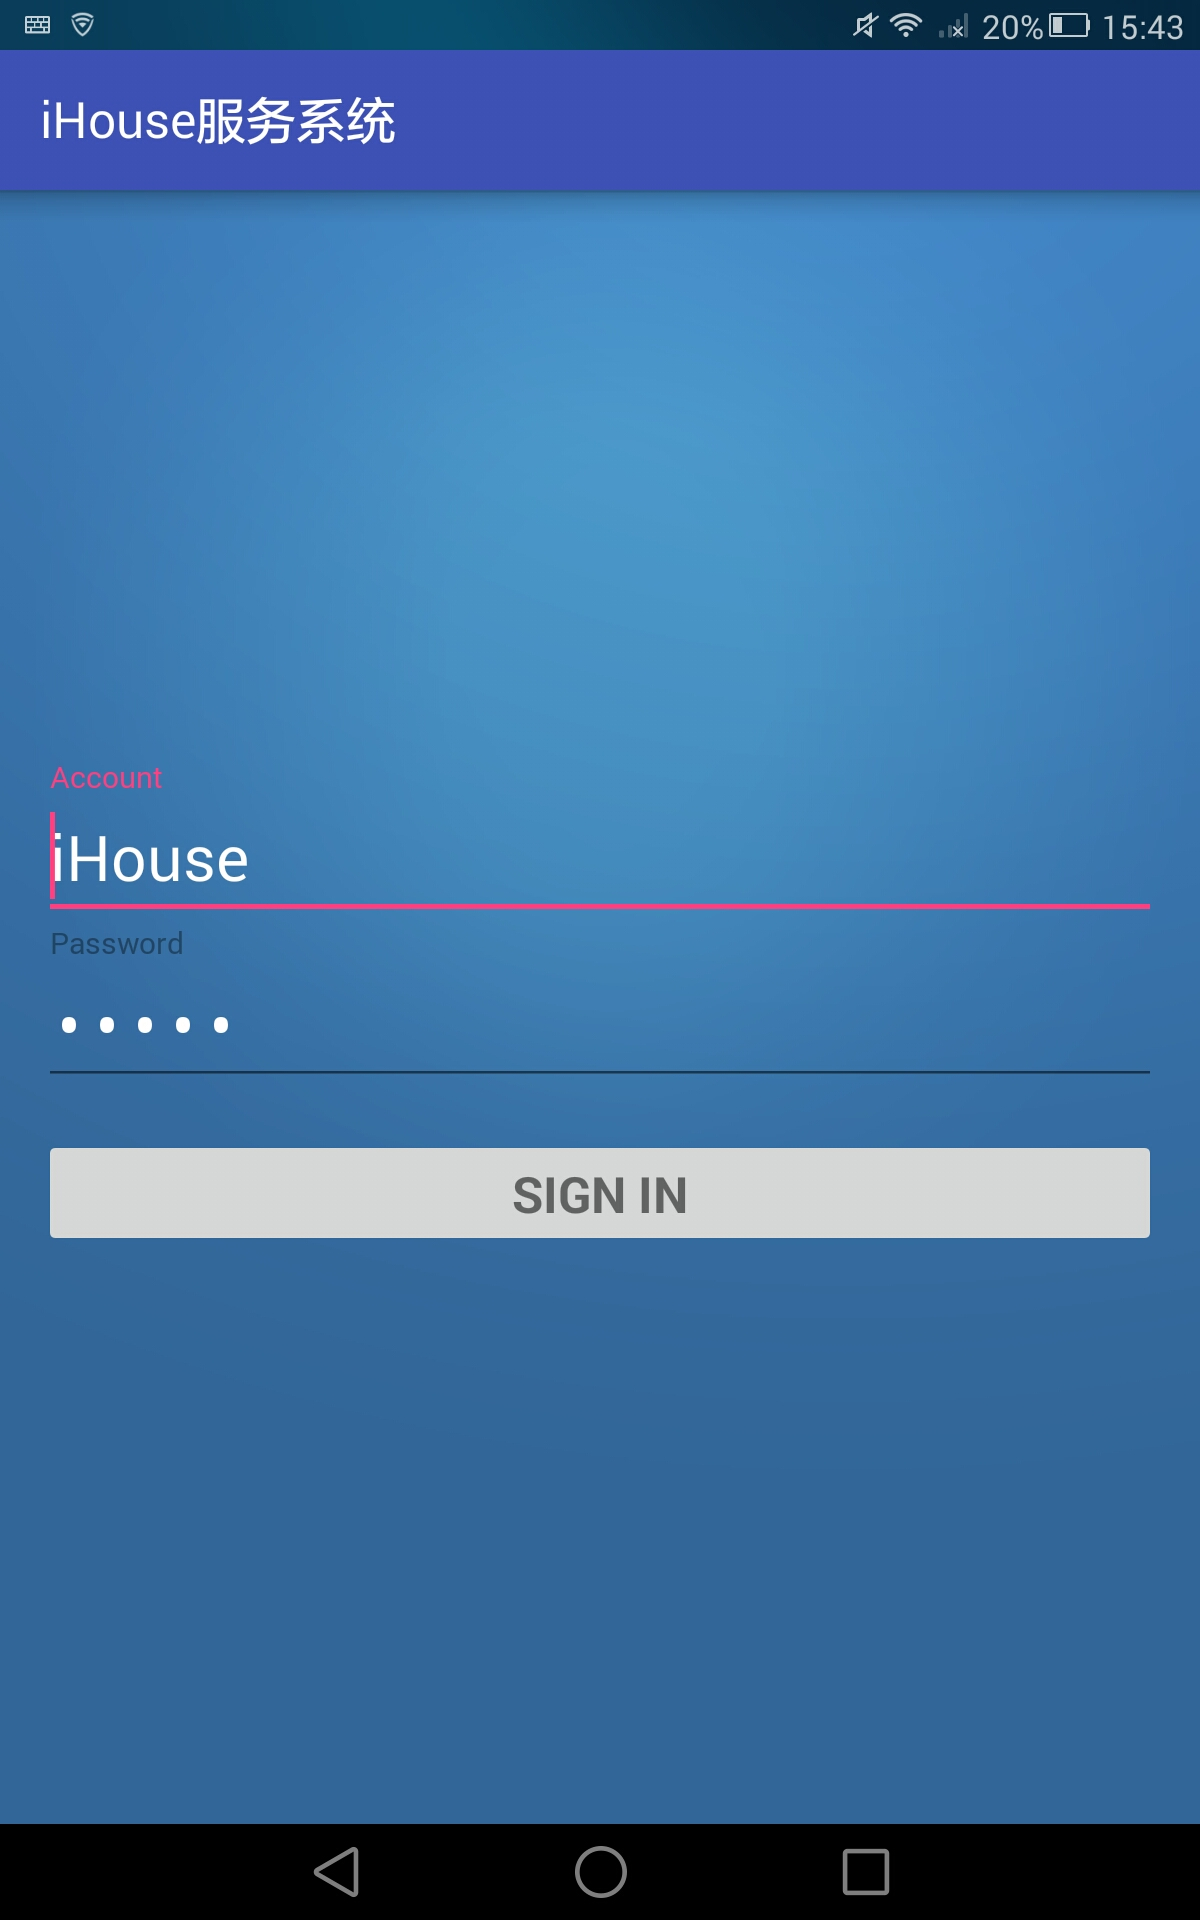 20% 15:43
iHouse服务系统
Account
iHouse
Password
•••••
SIGN IN